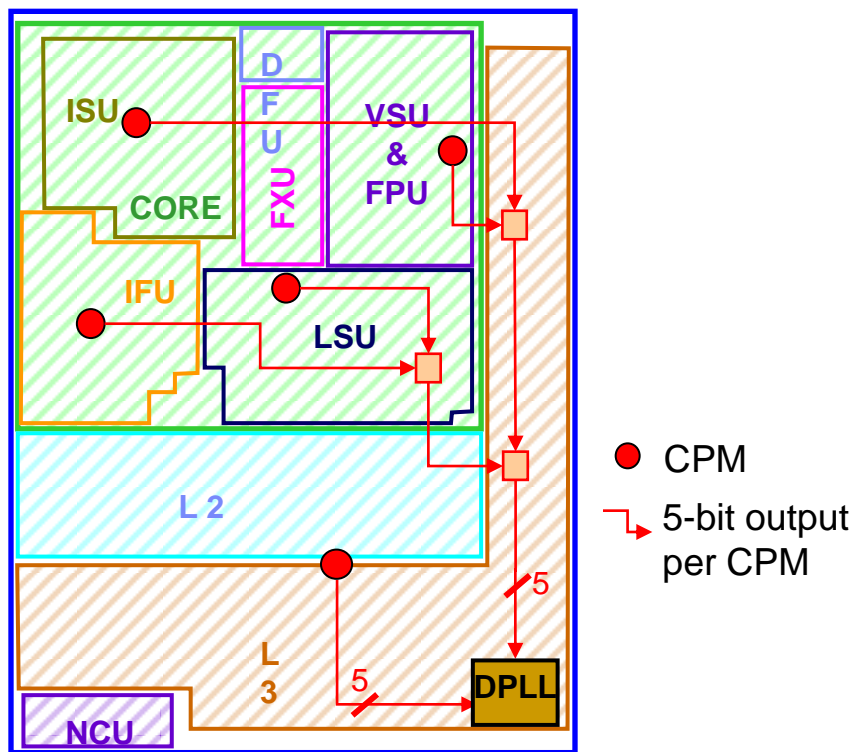 D
F
U
ISU
VSU
&
FPU
FXU
CORE
IFU
LSU
CPM
5-bit output
per CPM
L 2
5
L
3
5
DPLL
NCU